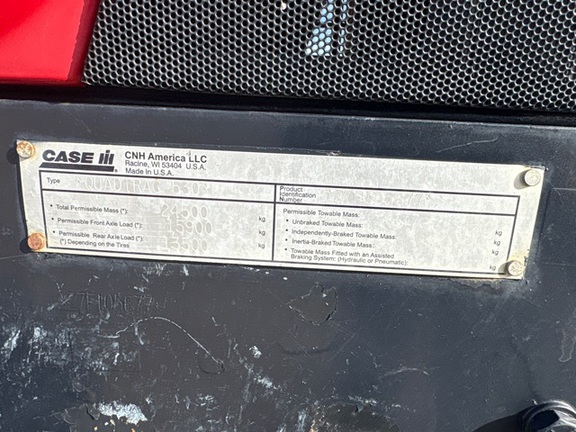 CASE IH
CNH America LLC
Racine, WI 53404 U.S.A.
Made in U.S.A.
Type
Product
Identification
Number
• Total Permissible Mass (*): kg
• Permissible Front Axle Load (*): kg
• Permissible Rear Axle Load (*): kg
(*) Depending on the Tires
Permissible Towable Mass:
• Unbraked Towable Mass: kg
• Independently-Braked Towable Mass: kg
• Inertia-Braked Towable Mass: kg
• Towable Mass Fitted with an Assisted
Braking System: (Hydraulic or Pneumatic): kg